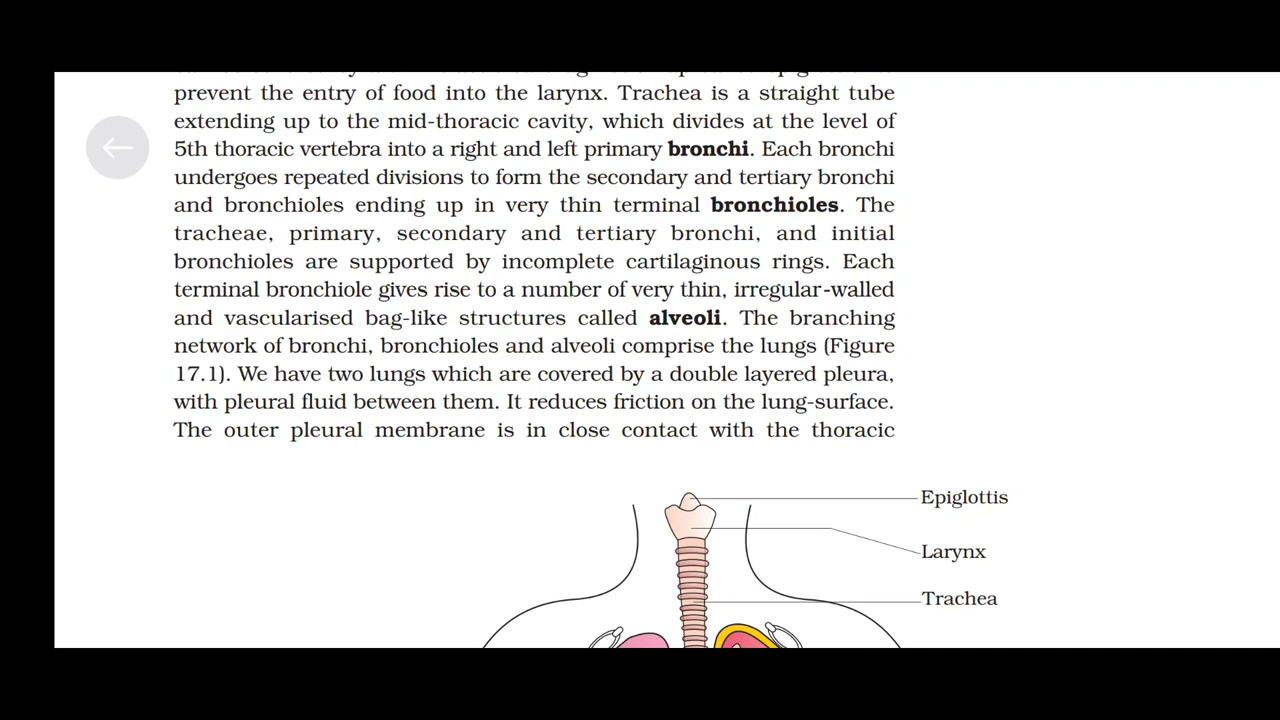 prevent the entry of food into the larynx. Trachea is a straight tube
extending up to the mid-thoracic cavity, which divides at the level of
5th thoracic vertebra into a right and left primary bronchi. Each bronchi
undergoes repeated divisions to form the secondary and tertiary bronchi
and bronchioles ending up in very thin terminal bronchioles. The
tracheae, primary, secondary and tertiary bronchi, and initial
bronchioles are supported by incomplete cartilaginous rings. Each
terminal bronchiole gives rise to a number of very thin, irregular-walled
and vascularised bag-like structures called alveoli. The branching
network of bronchi, bronchioles and alveoli comprise the lungs (Figure
17.1). We have two lungs which are covered by a double layered pleura,
with pleural fluid between them. It reduces friction on the lung-surface.
The outer pleural membrane is in close contact with the thoracic
Epiglottis
Larynx
Trachea